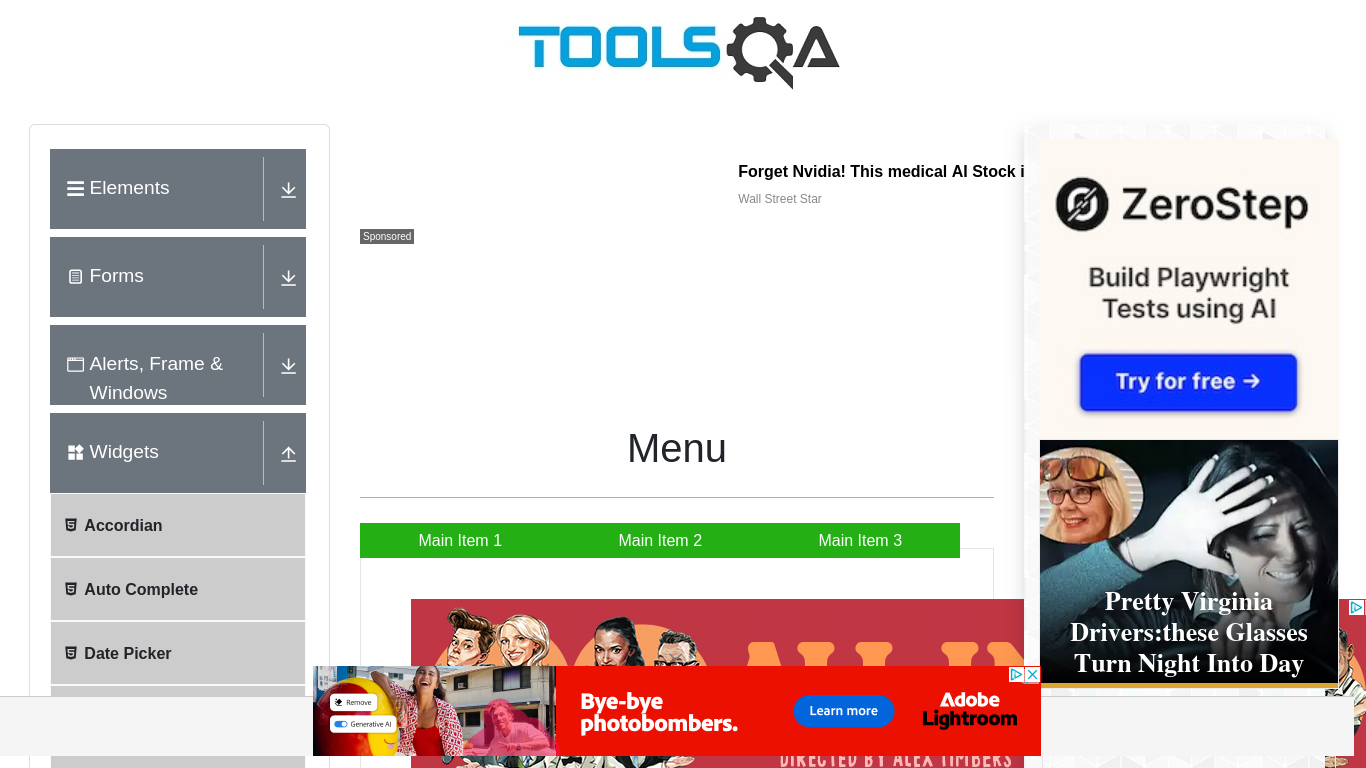 TOOLSQA
Elements
Forms
Alerts, Frame &
Windows
Widgets
Accordian
Auto Complete
Date Picker
Forget Nvidia! This medical AI Stock i
Wall Street Star
Sponsored
Menu
Main Item 1
Main Item 2
Main Item 3
ZeroStep
Build Playwright
Tests using AI
Try for free →
Pretty Virginia
Drivers:these Glasses
Turn Night Into Day
Remove
Generative AI
Bye-bye
photobombers.
Learn more
Adobe
Lightroom
DIRECTED BY ALEX TIMBERS